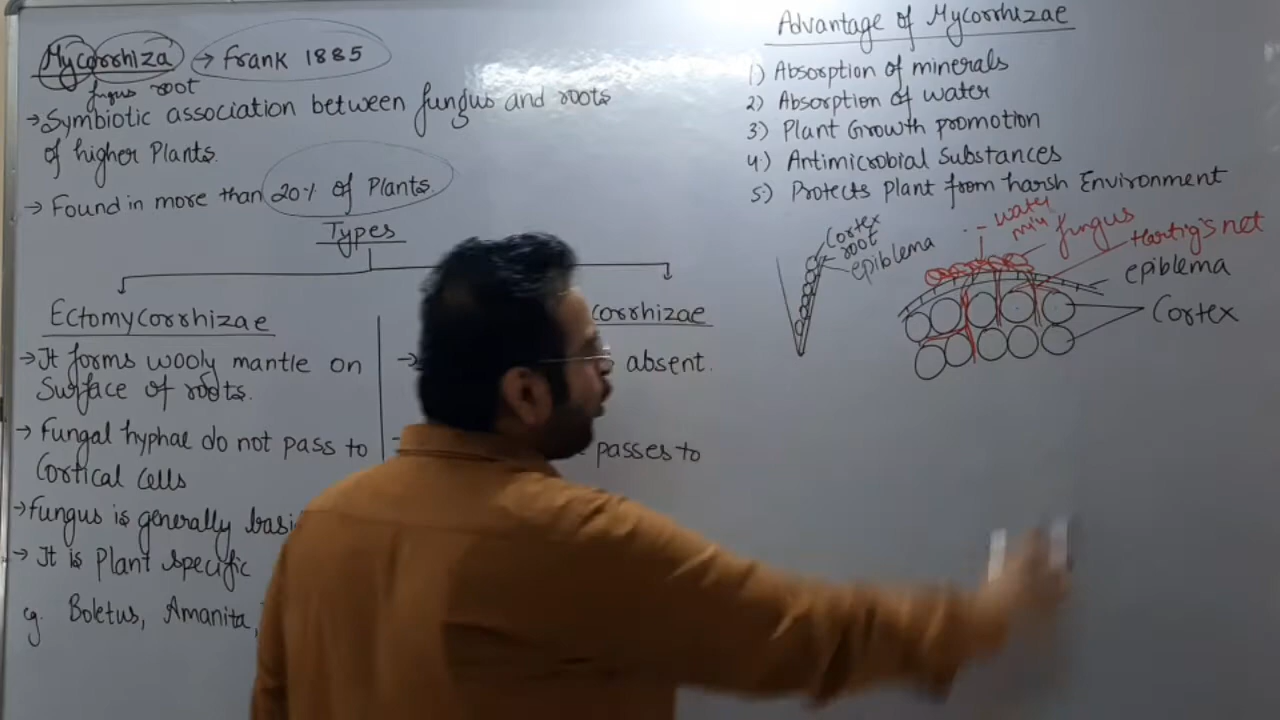 Mycorrhiza → Frank 1885
fungus root
→ Symbiotic association between fungus and roots
of higher Plants.
→ Found in more than 20% of Plants.
Types
Ectomycorrhizae
→ It forms wooly mantle on
Surface of roots.
→ Fungal hyphae do not pass to
Cortical Cells
→ Fungus is generally basi
→ It is Plant specific
eg. Boletus, Amanita,
corrhizae
→ absent.
passes to
Advantage of Mycorrhizae
1) Absorption of minerals
2) Absorption of water
3) Plant Growth promotion
4) Antimicrobial Substances
5) Protects Plant from harsh Environment
Cortex
root
epiblema
water
min
fungus
Hartig's net
epiblema
Cortex